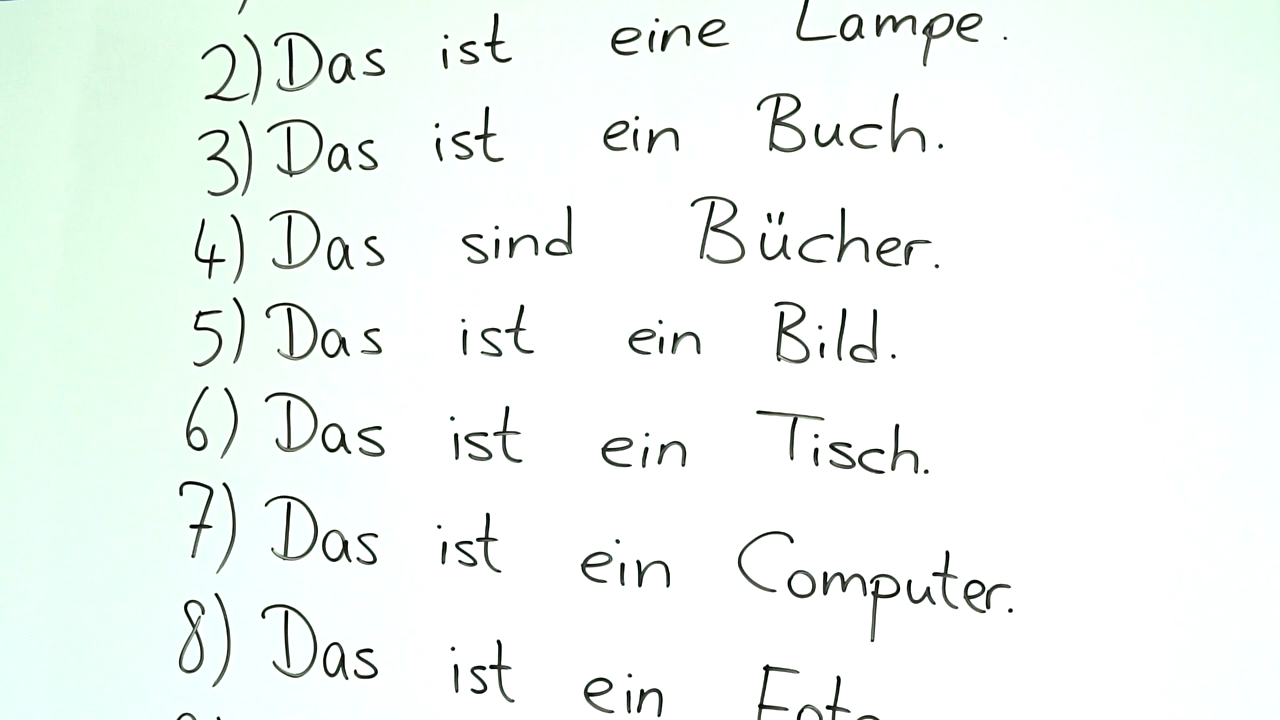 2) Das ist eine Lampe.
3) Das ist ein Buch.
4) Das sind Bücher.
5) Das ist ein Bild.
6) Das ist ein Tisch.
7) Das ist ein Computer.
8) Das ist ein Foto